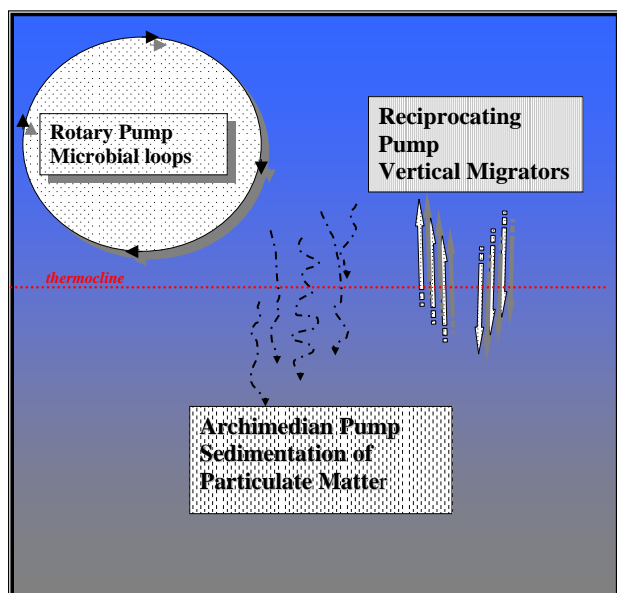 Rotary Pump
Microbial loops
Reciprocating
Pump
Vertical Migrators
thermocline
Archimedian Pump
Sedimentation of
Particulate Matter